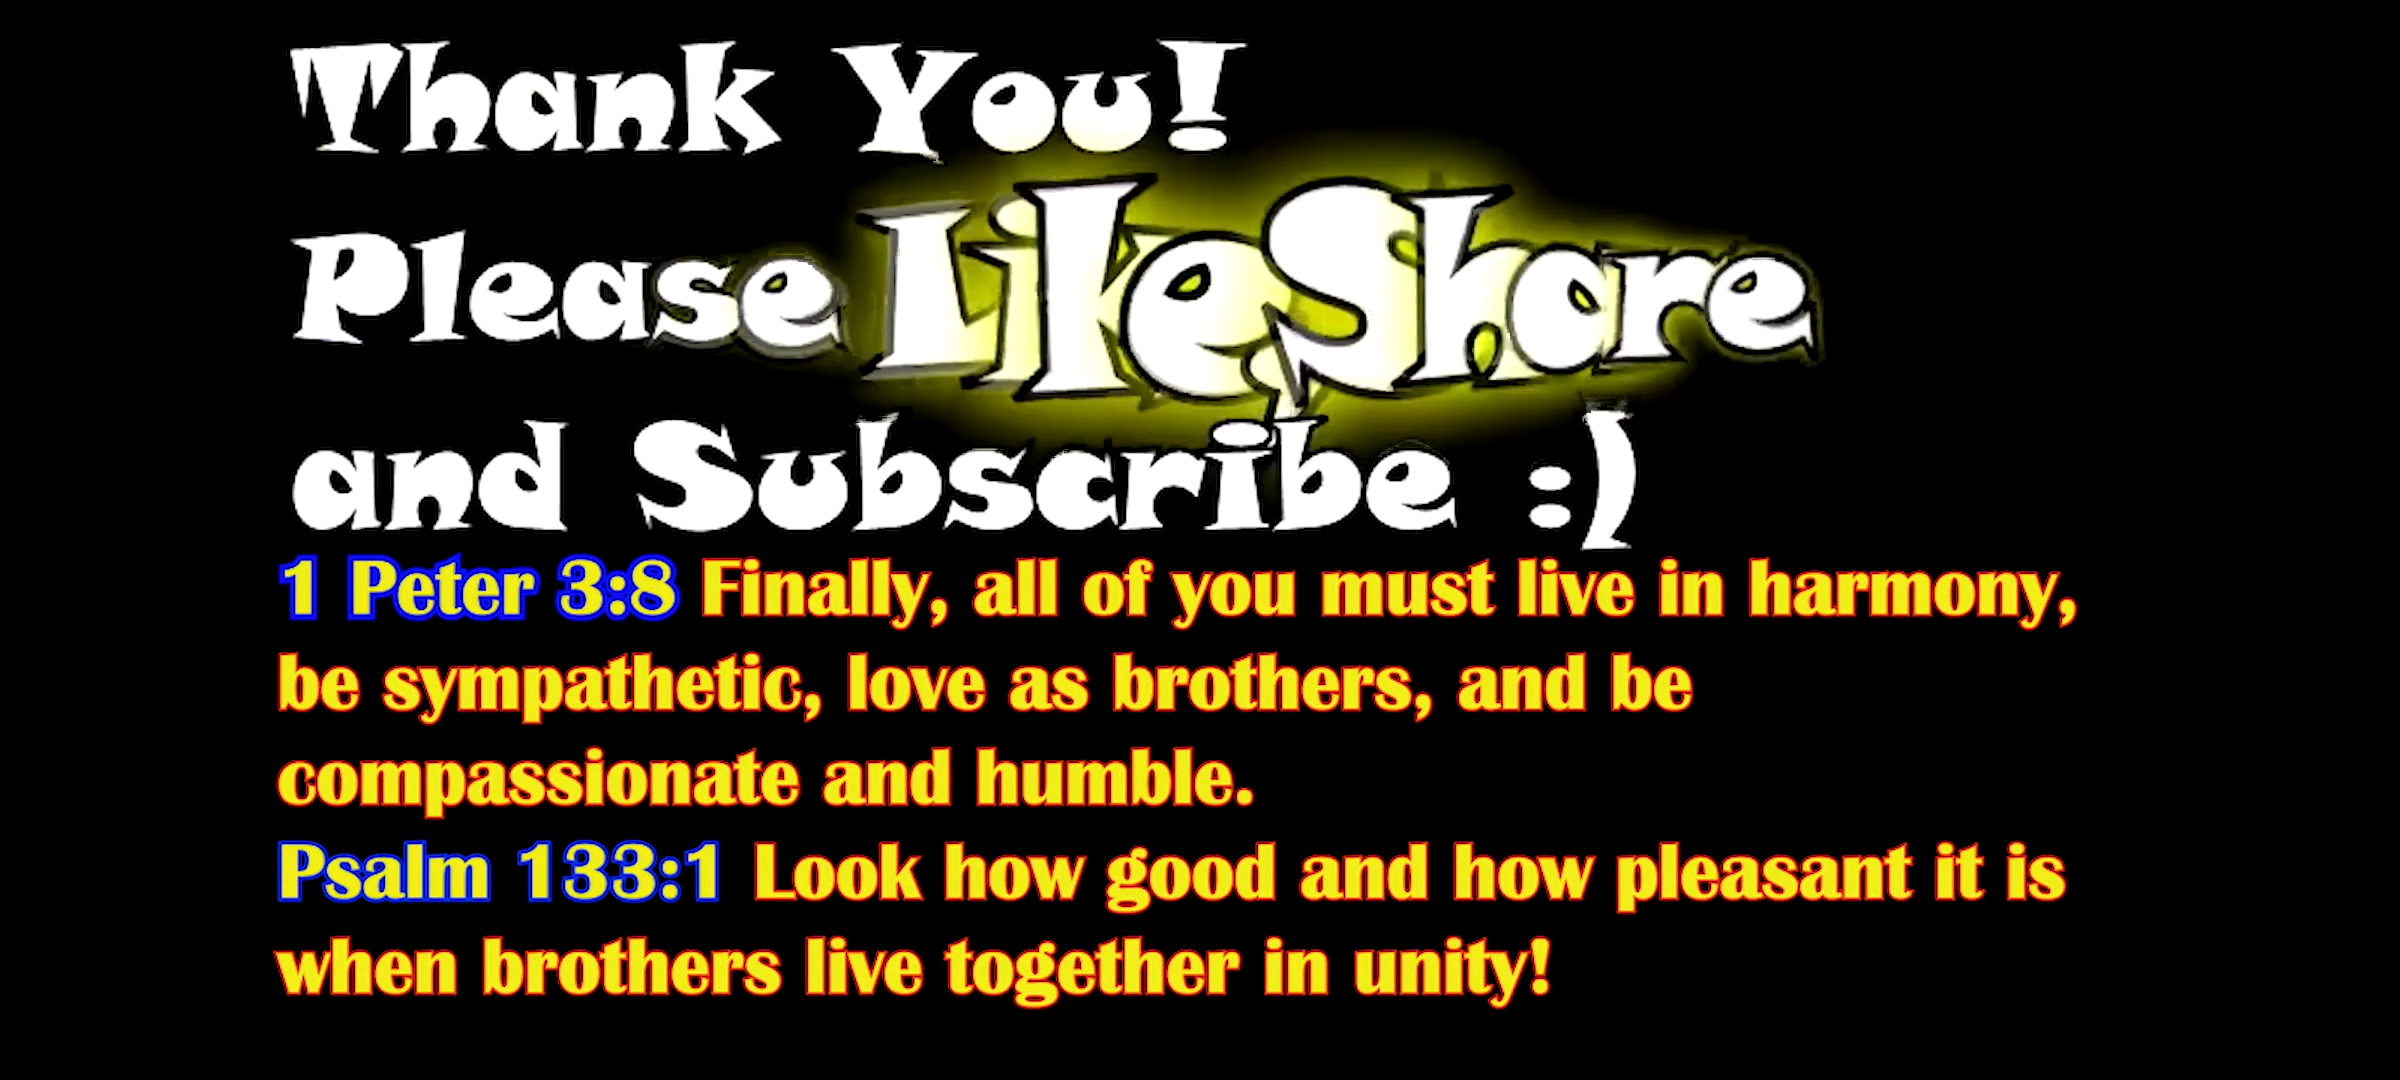 Thank You!
Please Like Share
and Subscribe :)
1 Peter 3:8 Finally, all of you must live in harmony,
be sympathetic, love as brothers, and be
compassionate and humble.
Psalm 133:1 Look how good and how pleasant it is
when brothers live together in unity!